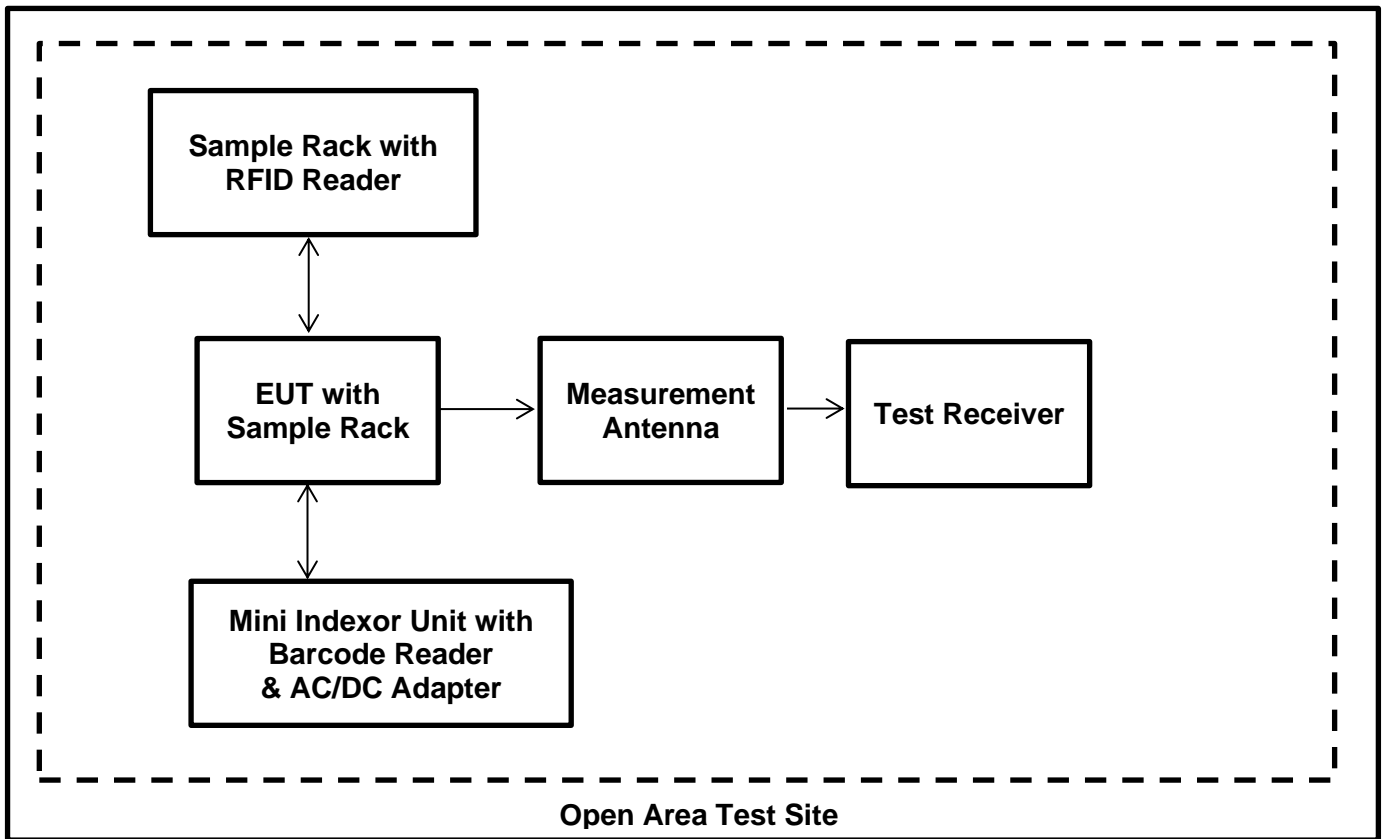 Sample Rack with
RFID Reader
EUT with
Sample Rack
Measurement
Antenna
Test Receiver
Mini Indexor Unit with
Barcode Reader
& AC/DC Adapter
Open Area Test Site